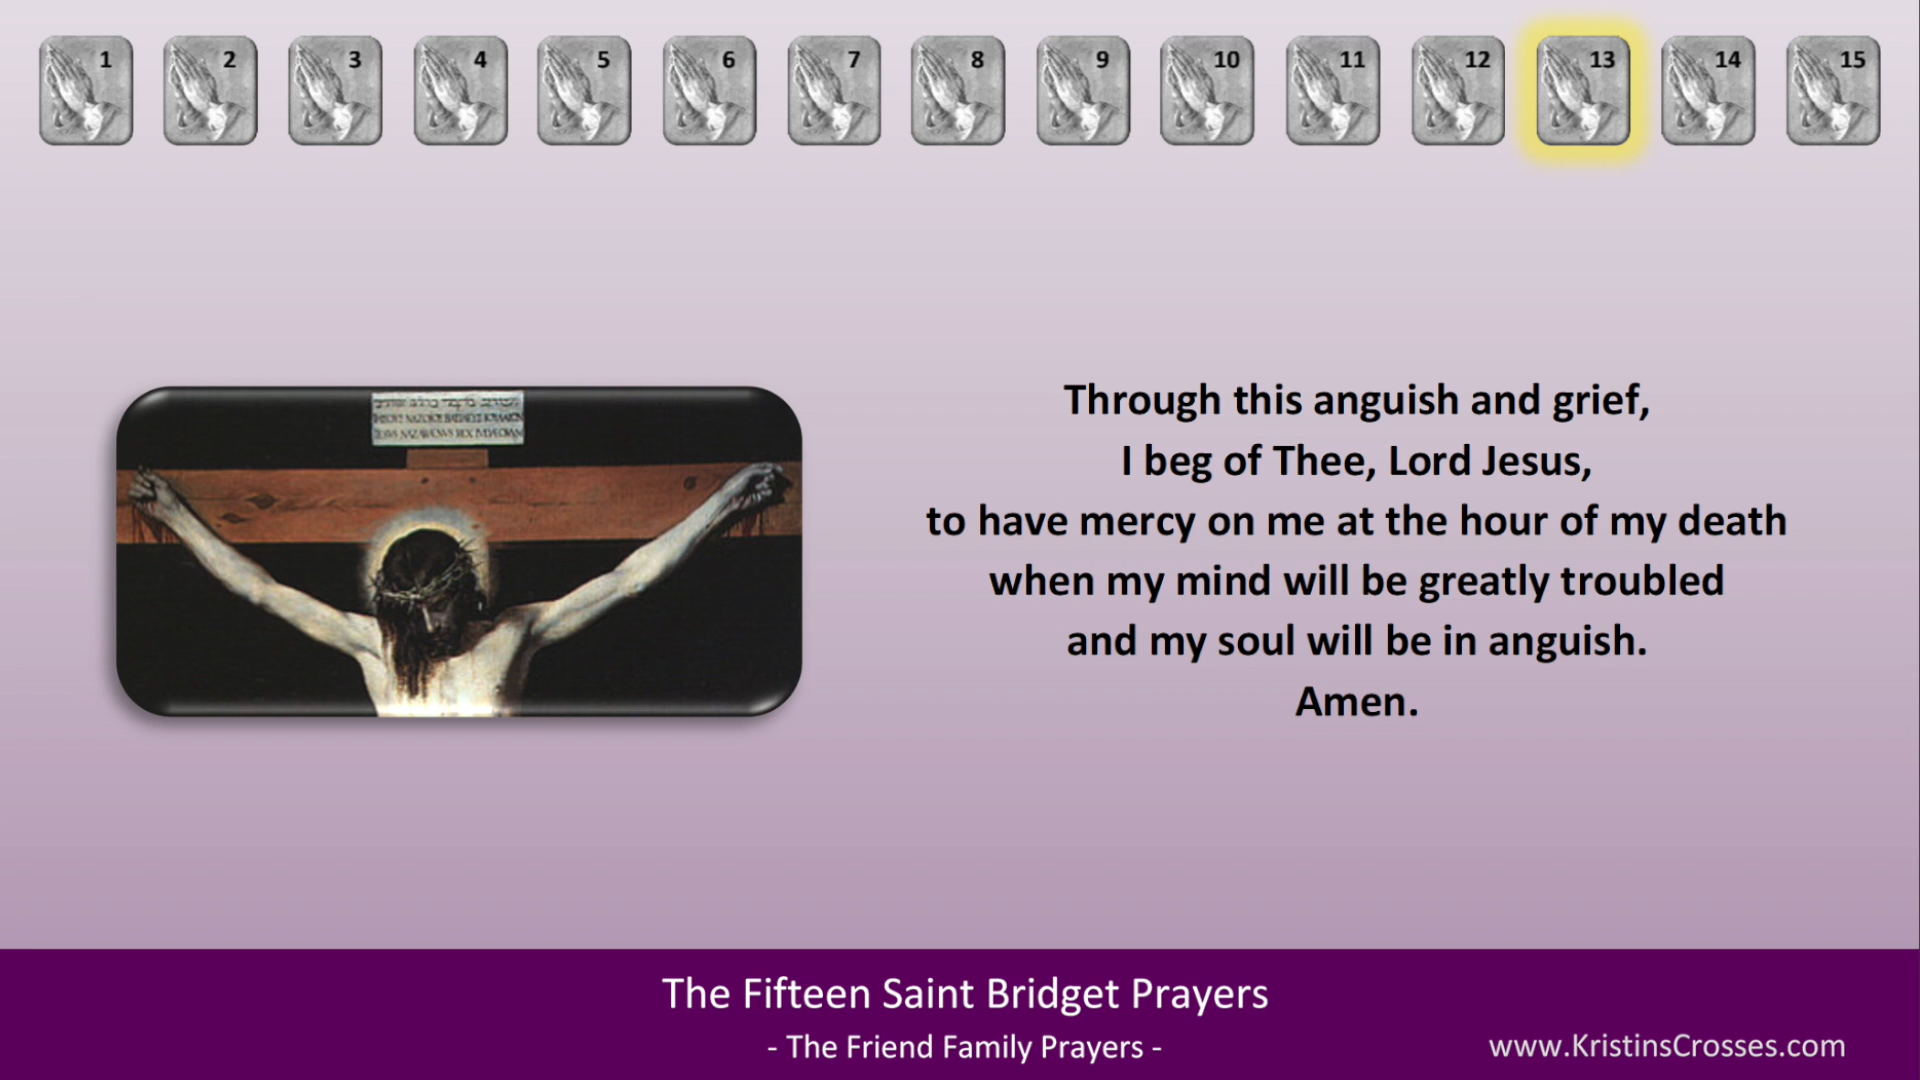 1 2 3 4 5 6 7 8 9 10 11 12 13 14 15
Through this anguish and grief,
I beg of Thee, Lord Jesus,
to have mercy on me at the hour of my death
when my mind will be greatly troubled
and my soul will be in anguish.
Amen.
The Fifteen Saint Bridget Prayers
- The Friend Family Prayers -
www.KristinsCrosses.com